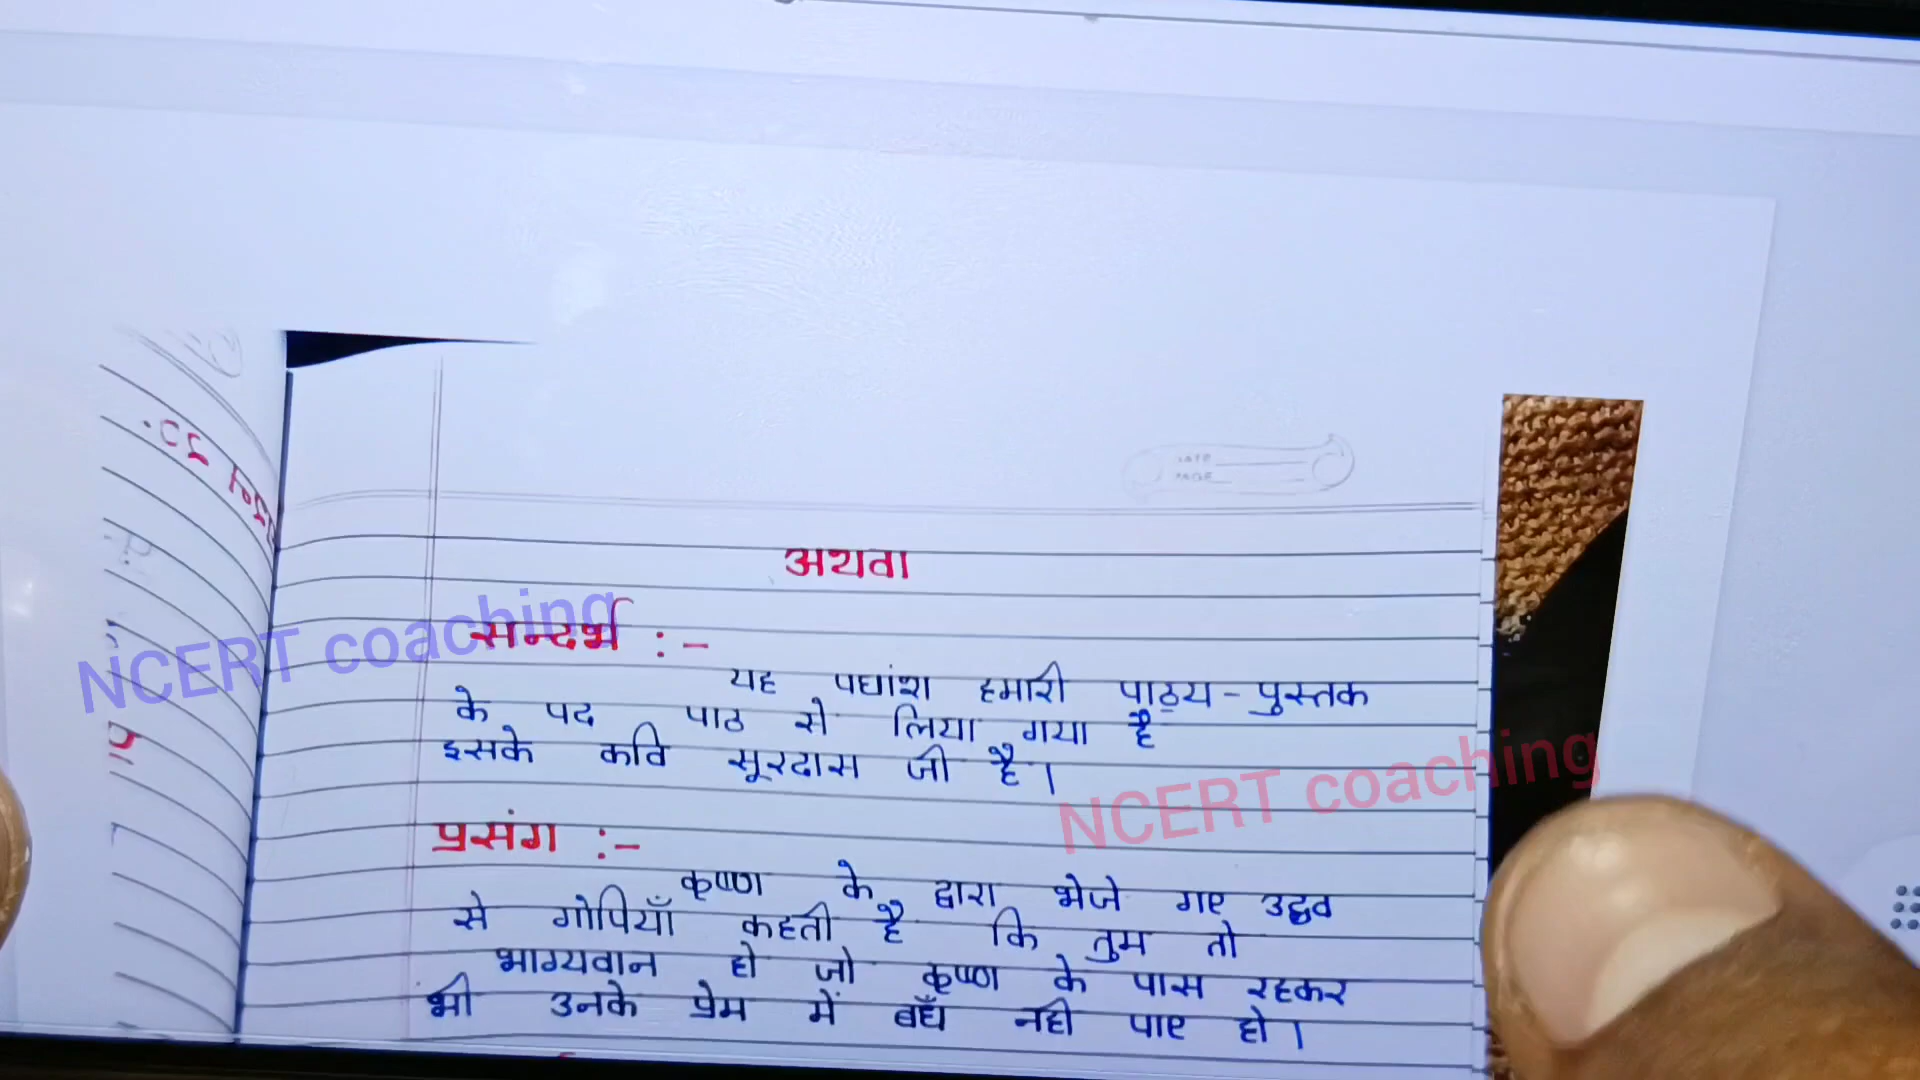 अथवा
सन्दर्भ :-
यह पद्यांश हमारी पाठ्य-पुस्तक
के पद पाठ से लिया गया है
इसके कवि सूरदास जी है।
प्रसंग :-
कृष्ण के द्वारा भेजे गए उद्धव
से गोपियाँ कहती है कि तुम तो
भाग्यवान हो जो कृष्ण के पास रहकर
भी उनके प्रेम में बँध नही पाए हो।
NCERT coaching
NCERT coaching